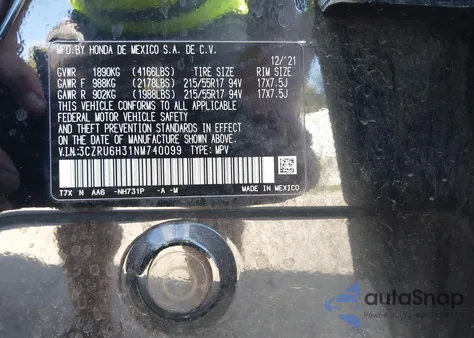 MFD.BY HONDA DE MEXICO S.A. DE C.V.
12/'21
GVWR 1890KG (4166LBS) TIRE SIZE RIM SIZE
GAWR F 988KG (2178LBS) 215/55R17 94V 17X7.5J
GAWR R 902KG (1988LBS) 215/55R17 94V 17X7.5J
THIS VEHICLE CONFORMS TO ALL APPLICABLE
FEDERAL MOTOR VEHICLE SAFETY
AND THEFT PREVENTION STANDARDS IN EFFECT
ON THE DATE OF MANUFACTURE SHOWN ABOVE.
V.I.N.:3CZRU6H31NM740099 TYPE: MPV
T7X N AA6 -NH731P -A -M MADE IN MEXICO
autoSnap